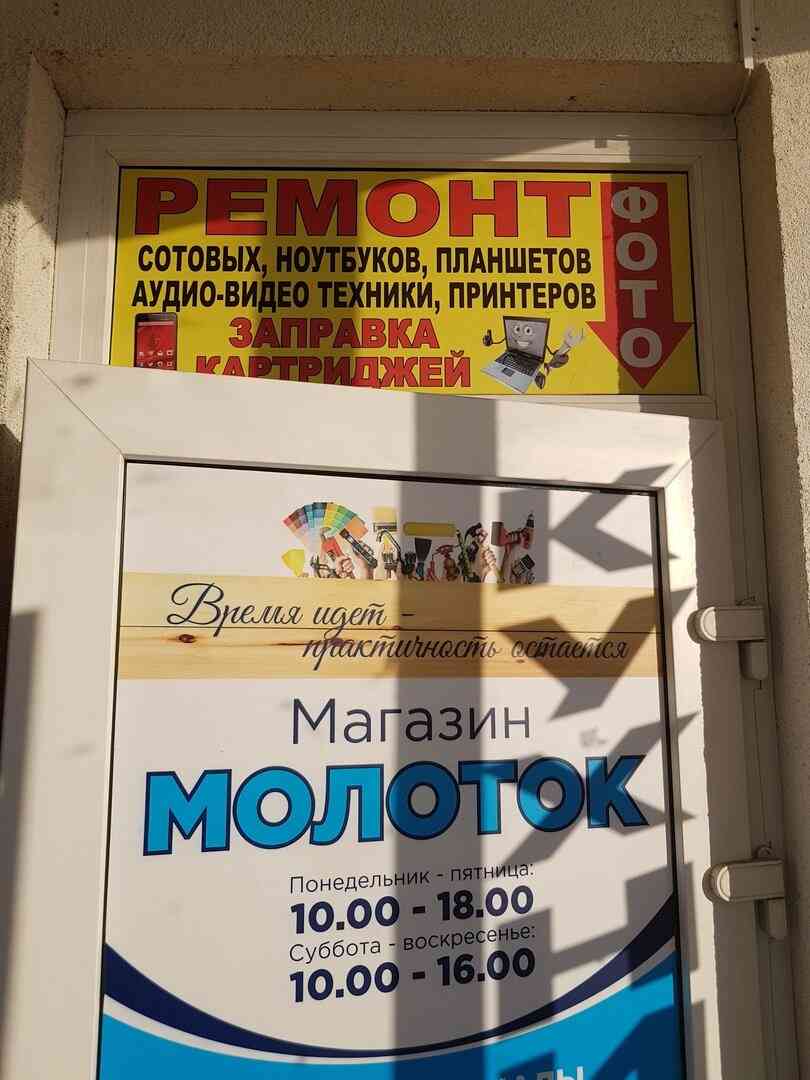 РЕМОНТ
СОТОВЫХ, НОУТБУКОВ, ПЛАНШЕТОВ
АУДИО-ВИДЕО ТЕХНИКИ, ПРИНТЕРОВ
ЗАПРАВКА
КАРТРИДЖЕЙ
ФОТО
Время идет -
практичность остается
Магазин
МОЛОТОК
Понедельник - пятница:
10.00 - 18.00
Суббота - воскресенье:
10.00 - 16.00